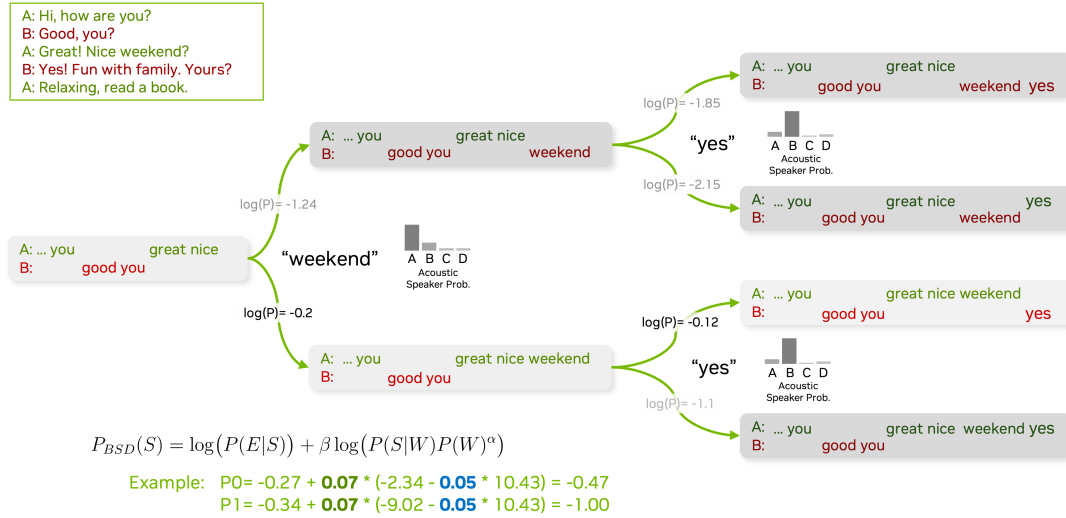 A: Hi, how are you?
B: Good, you?
A: Great! Nice weekend?
B: Yes! Fun with family. Yours?
A: Relaxing, read a book.
A: ... you great nice
B: good you
log(P)= -1.24
“weekend”
A B C D
Acoustic
Speaker Prob.
log(P)= -0.2
A: ... you great nice
B: good you weekend
A: ... you great nice weekend
B: good you
log(P)= -1.85
“yes”
A B C D
Acoustic
Speaker Prob.
log(P)= -2.15
A: ... you great nice
B: good you weekend yes
A: ... you great nice yes
B: good you weekend
log(P)= -0.12
“yes”
A B C D
Acoustic
Speaker Prob.
log(P)= -1.1
A: ... you great nice weekend
B: good you yes
A: ... you great nice weekend yes
B: good you
P_{BSD}(S) = log(P(E|S)) + β log(P(S|W)P(W)^α)
Example: P0= -0.27 + 0.07 * (-2.34 - 0.05 * 10.43) = -0.47
P1= -0.34 + 0.07 * (-9.02 - 0.05 * 10.43) = -1.00